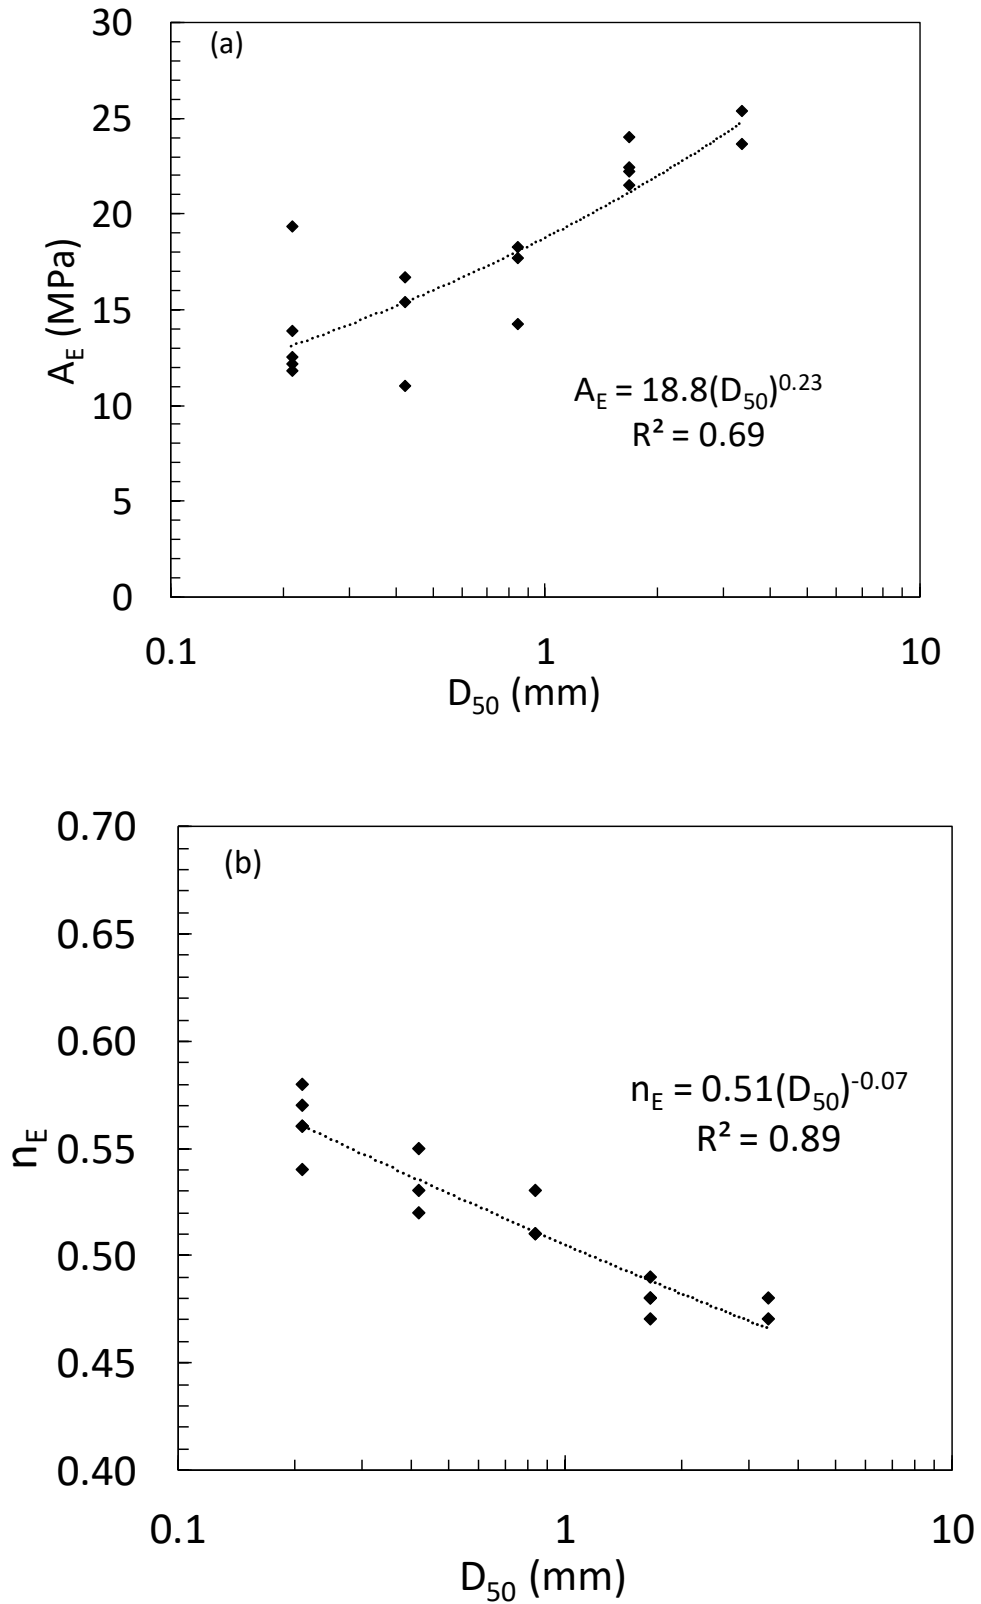 (a)
30
25
20
15
10
5
0
A_E (MPa)
A_E = 18.8(D_50)^0.23
R² = 0.69
0.1 1 10
D_50 (mm)
(b)
0.70
0.65
0.60
0.55
0.50
0.45
0.40
n_E
n_E = 0.51(D_50)^-0.07
R² = 0.89
0.1 1 10
D_50 (mm)